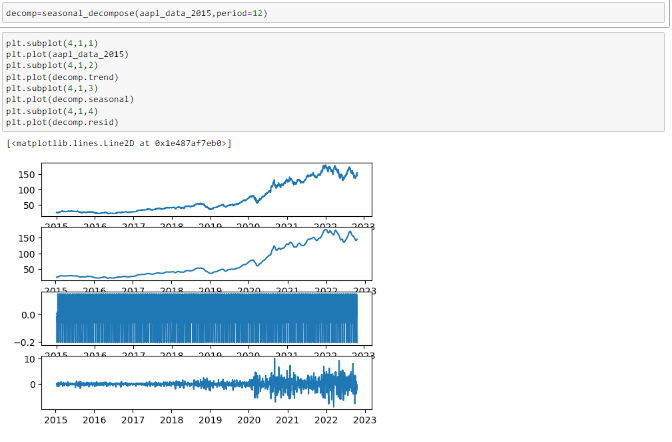 decomp=seasonal_decompose(aapl_data_2015,period=12)
plt.subplot(4,1,1)
plt.plot(aapl_data_2015)
plt.subplot(4,1,2)
plt.plot(decomp.trend)
plt.subplot(4,1,3)
plt.plot(decomp.seasonal)
plt.subplot(4,1,4)
plt.plot(decomp.resid)
[<matplotlib.lines.Line2D at 0x1e487af7eb0>]
150
100
50
2015 2016 2017 2018 2019 2020 2021 2022 2023
150
100
50
2015 2016 2017 2018 2019 2020 2021 2022 2023
0.0
−0.2
2015 2016 2017 2018 2019 2020 2021 2022 2023
10
0
2015 2016 2017 2018 2019 2020 2021 2022 2023